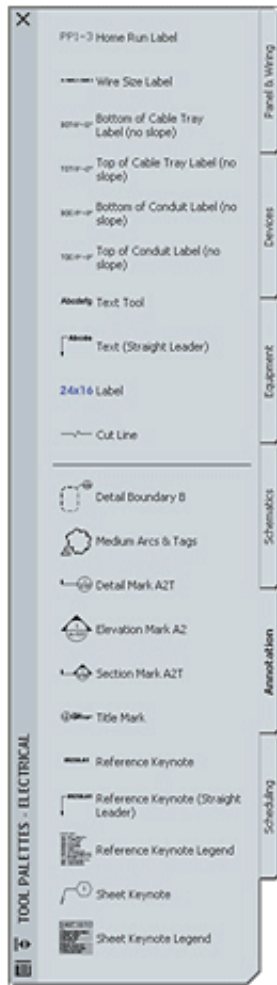 PP1-3 Home Run Label
Wire Size Label
Bottom of Cable Tray
Label (no slope)
Top of Cable Tray Label (no
slope)
Bottom of Conduit Label (no
slope)
Top of Conduit Label (no
slope)
Abcdefg Text Tool
Text (Straight Leader)
24x16 Label
Cut Line
Detail Boundary B
Medium Arcs & Tags
Detail Mark A2T
Elevation Mark A2
Section Mark A2T
Title Mark
Reference Keynote
Reference Keynote (Straight
Leader)
Reference Keynote Legend
Sheet Keynote
Sheet Keynote Legend
Panel & Wiring
Devices
Equipment
Schematics
Annotation
Scheduling
TOOL PALETTES - ELECTRICAL